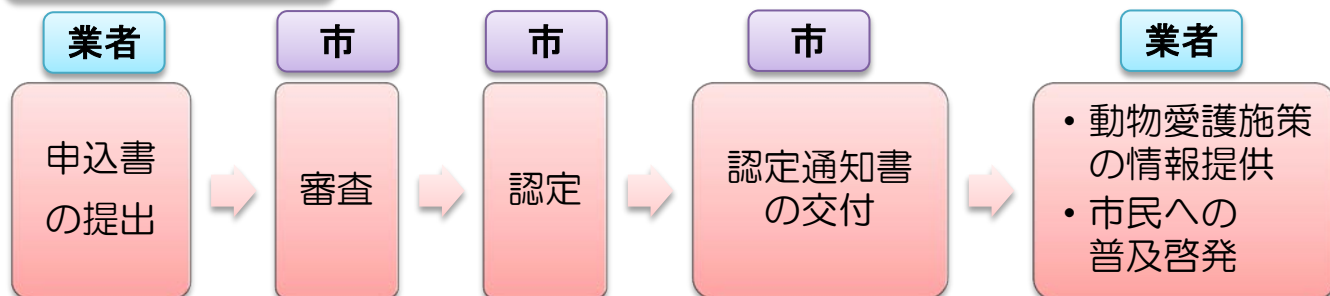 業者
市
市
市
業者
申込書
の提出
審査
認定
認定通知書
の交付
・動物愛護施策
の情報提供
・市民への
普及啓発